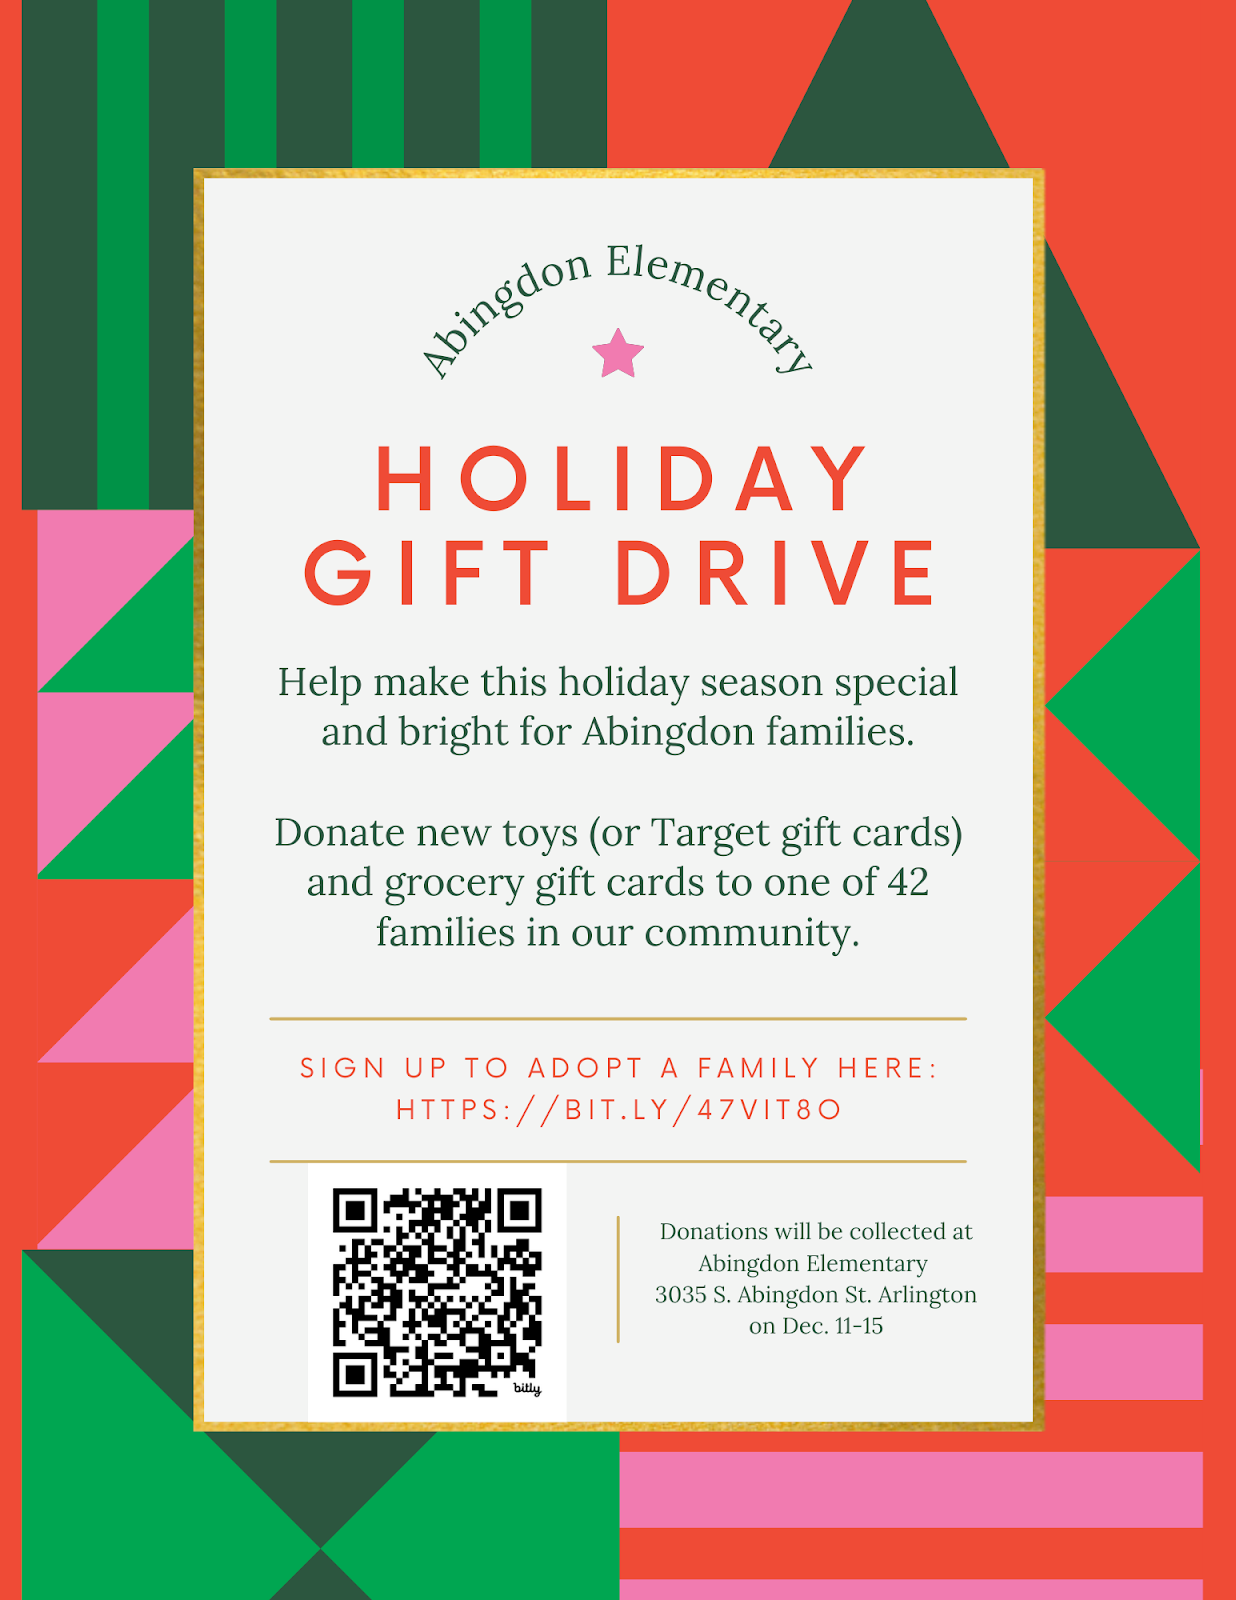 Abingdon Elementary
HOLIDAY
GIFT DRIVE
Help make this holiday season special
and bright for Abingdon families.
Donate new toys (or Target gift cards)
and grocery gift cards to one of 42
families in our community.
SIGN UP TO ADOPT A FAMILY HERE:
HTTPS://BIT.LY/47VIT8O
bitly
Donations will be collected at
Abingdon Elementary
3035 S. Abingdon St. Arlington
on Dec. 11-15